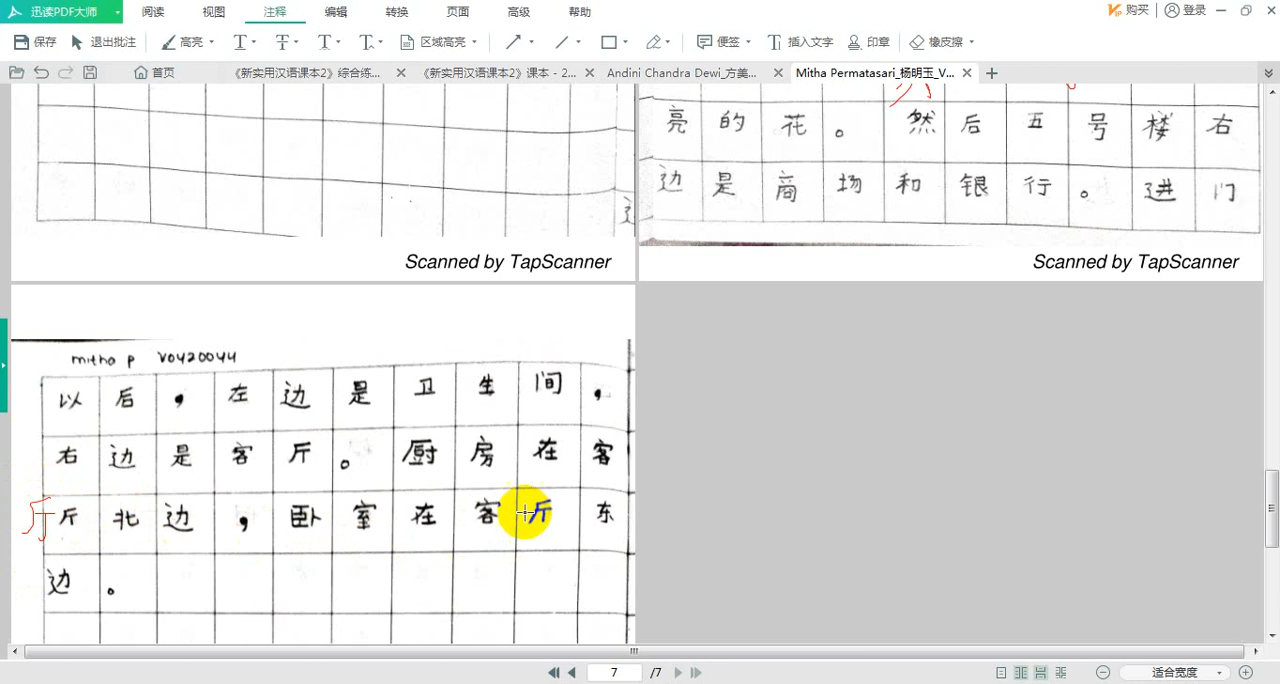 迅读PDF大师
阅读 视图 注释 编辑 转换 页面 高级 帮助
购买 登录
保存 退出批注 高亮 区域高亮 便签 插入文字 印章 橡皮擦
首页
《新实用汉语课本2》综合练...
《新实用汉语课本2》课本 - 2...
Andini Chandra Dewi_方美...
Mitha Permatasari_杨明玉_V...
亮的花。然后五号楼右
边是商场和银行。进门
Scanned by TapScanner
Scanned by TapScanner
mitha p V0420044
以后,左边是卫生间,
右边是客斤。厨房在客
厅
斤北边,卧室在客斤东
边。
7 /7
适合宽度